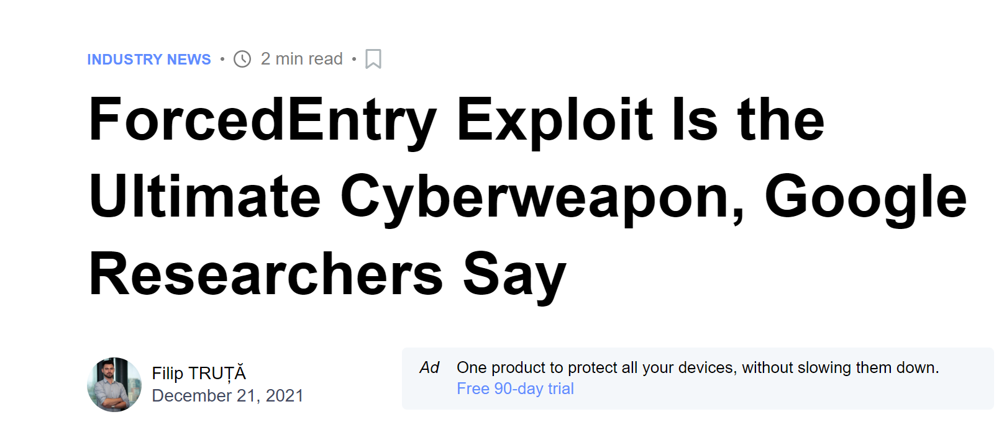 INDUSTRY NEWS • 2 min read •
ForcedEntry Exploit Is the
Ultimate Cyberweapon, Google
Researchers Say
Filip TRUȚĂ
December 21, 2021
Ad One product to protect all your devices, without slowing them down.
Free 90-day trial